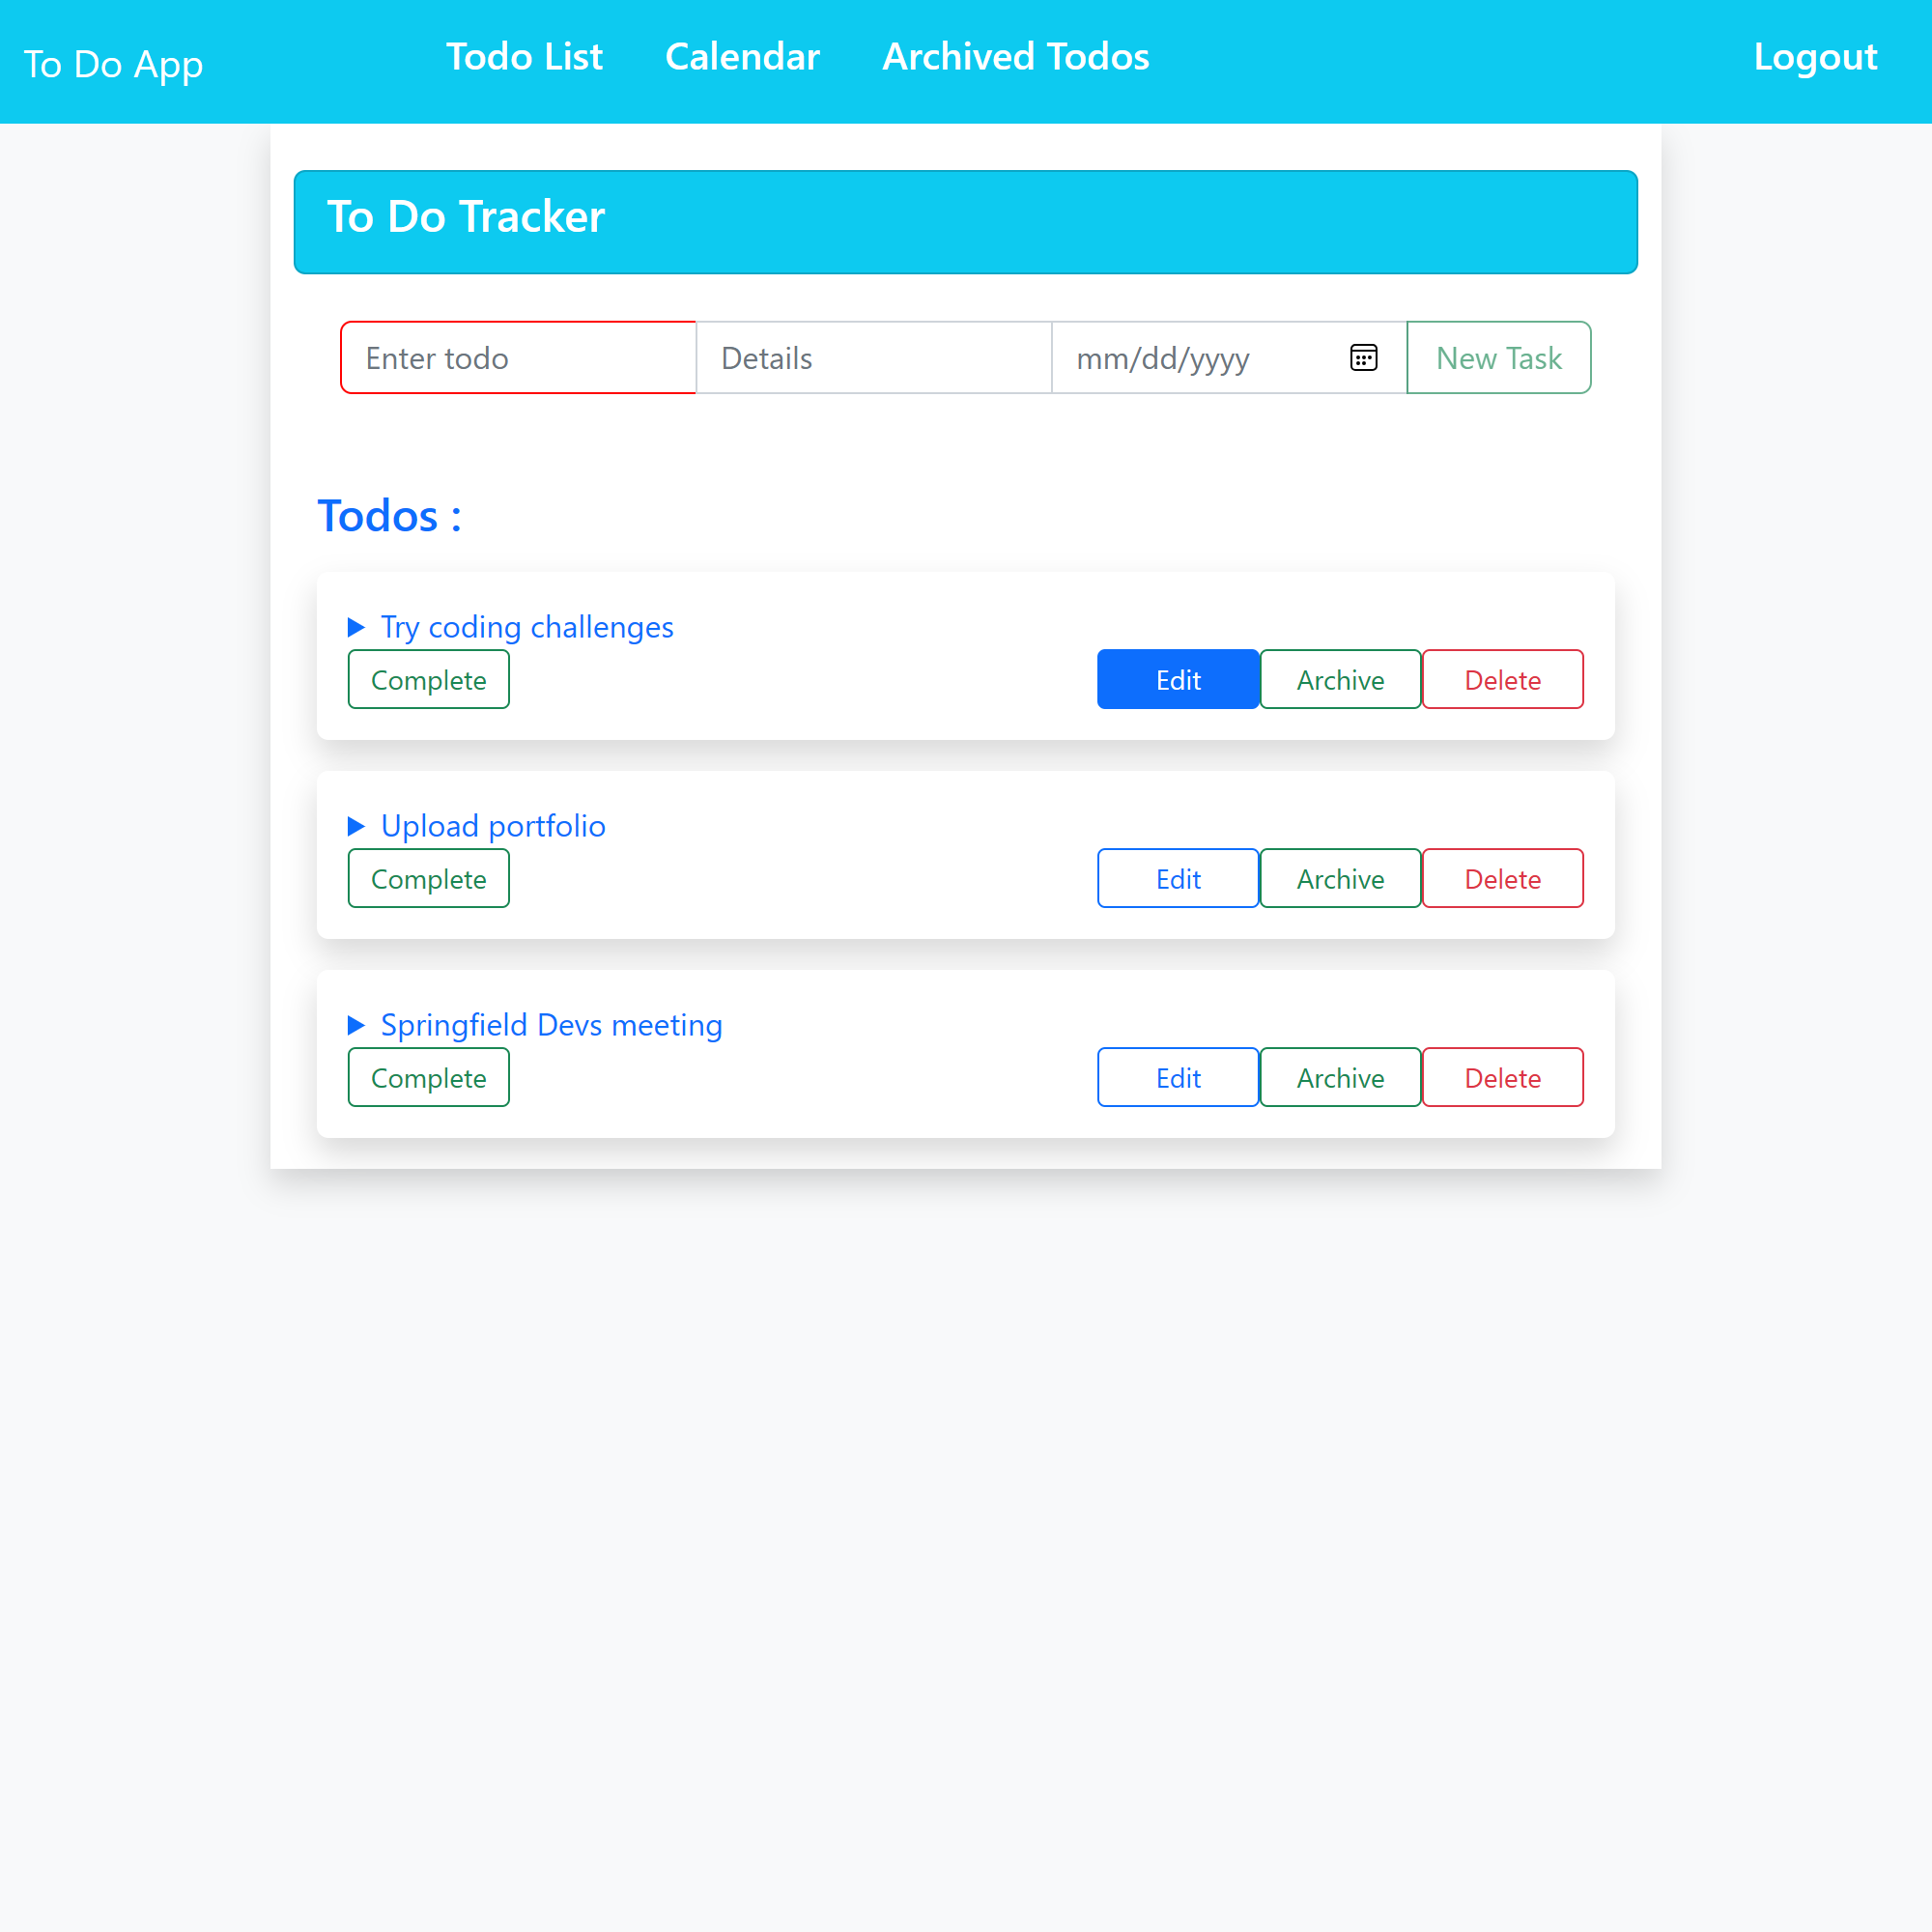 To Do App Todo List Calendar Archived Todos Logout
To Do Tracker
Enter todo Details mm/dd/yyyy New Task
Todos :
Try coding challenges
Complete Edit Archive Delete
Upload portfolio
Complete Edit Archive Delete
Springfield Devs meeting
Complete Edit Archive Delete